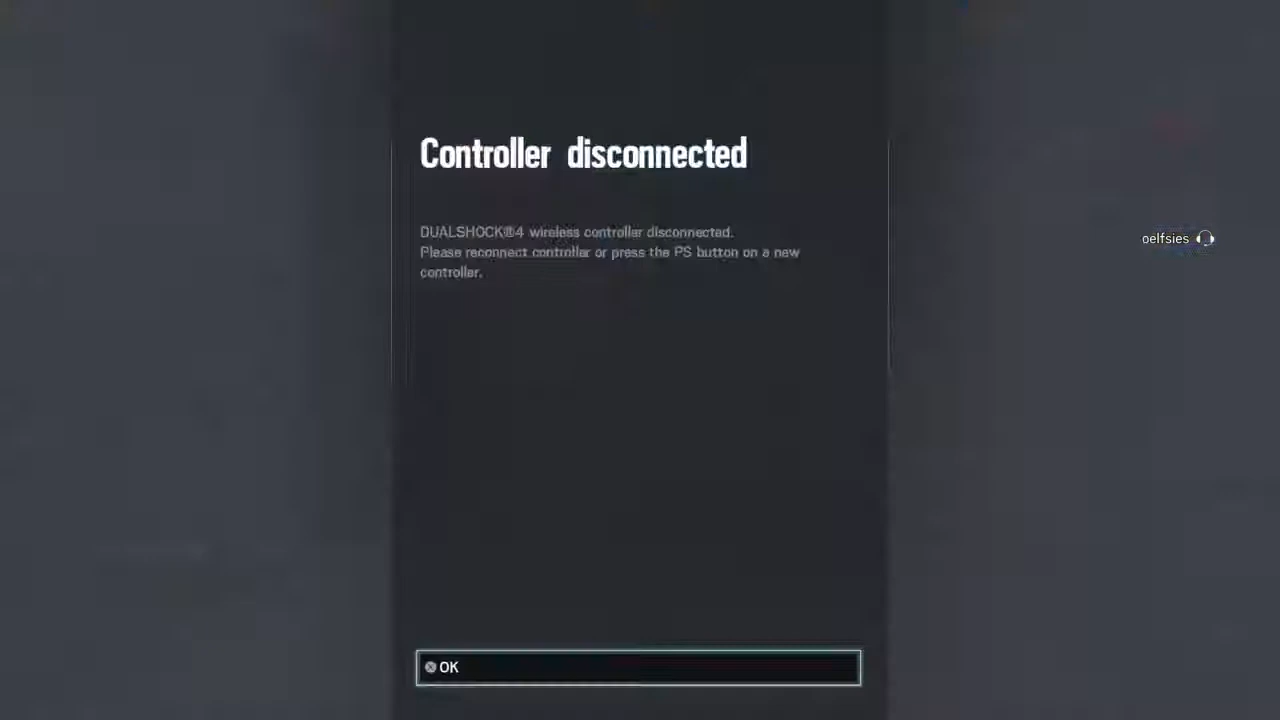 Controller disconnected
DUALSHOCK®4 wireless controller disconnected.
Please reconnect controller or press the PS button on a new
controller.
oelfsies
OK